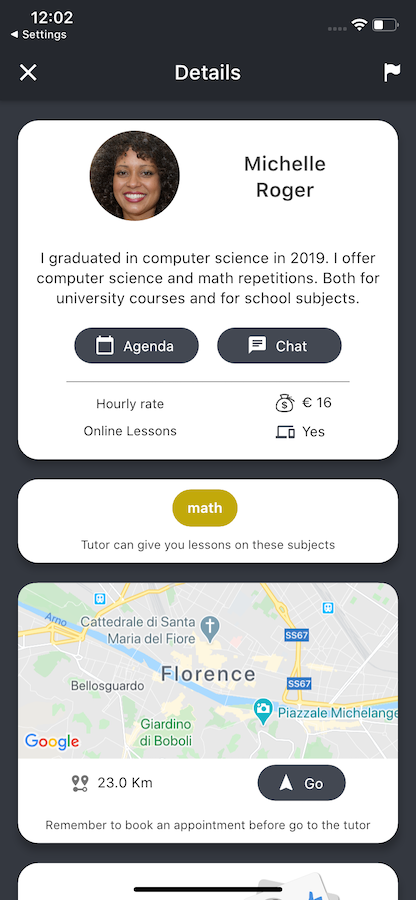 12:02
Settings
Details
Michelle
Roger
I graduated in computer science in 2019. I offer
computer science and math repetitions. Both for
university courses and for school subjects.
Agenda
Chat
Hourly rate
€ 16
Online Lessons
Yes
math
Tutor can give you lessons on these subjects
Arno
Cattedrale di Santa
Maria del Fiore
SS67
Florence
SS67
Bellosguardo
Piazzale Michelange
Giardino
di Boboli
Google
23.0 Km
Go
Remember to book an appointment before go to the tutor